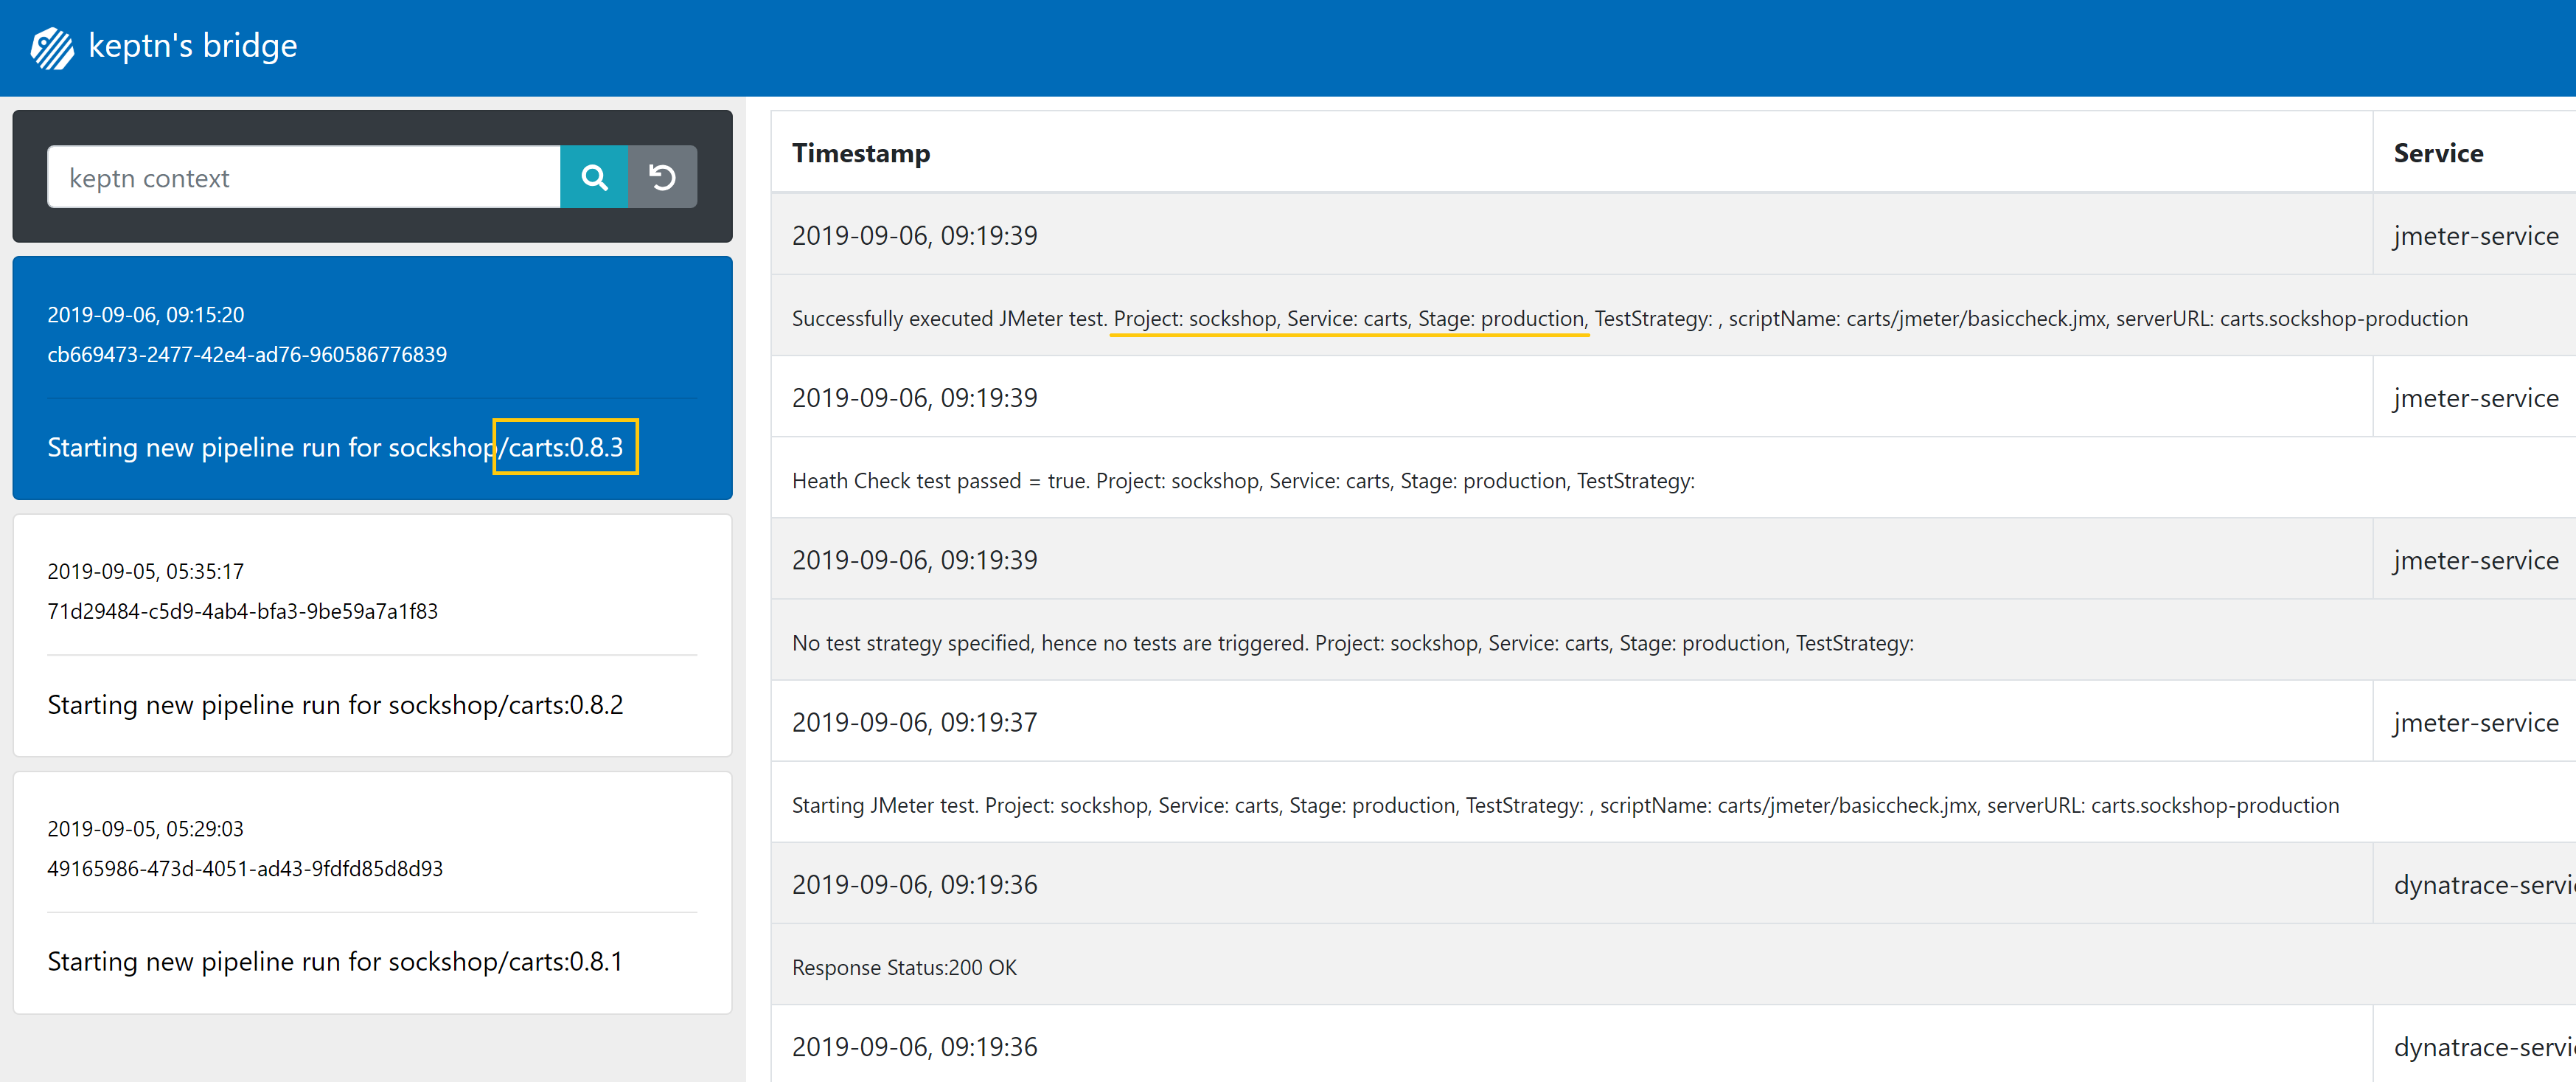 keptn's bridge
keptn context
2019-09-06, 09:15:20
cb669473-2477-42e4-ad76-960586776839
Starting new pipeline run for sockshop/carts:0.8.3
2019-09-05, 05:35:17
71d29484-c5d9-4ab4-bfa3-9be59a7a1f83
Starting new pipeline run for sockshop/carts:0.8.2
2019-09-05, 05:29:03
49165986-473d-4051-ad43-9fdfd85d8d93
Starting new pipeline run for sockshop/carts:0.8.1
Timestamp Service
2019-09-06, 09:19:39 jmeter-service
Successfully executed JMeter test. Project: sockshop, Service: carts, Stage: production, TestStrategy: , scriptName: carts/jmeter/basiccheck.jmx, serverURL: carts.sockshop-production
2019-09-06, 09:19:39 jmeter-service
Heath Check test passed = true. Project: sockshop, Service: carts, Stage: production, TestStrategy:
2019-09-06, 09:19:39 jmeter-service
No test strategy specified, hence no tests are triggered. Project: sockshop, Service: carts, Stage: production, TestStrategy:
2019-09-06, 09:19:37 jmeter-service
Starting JMeter test. Project: sockshop, Service: carts, Stage: production, TestStrategy: , scriptName: carts/jmeter/basiccheck.jmx, serverURL: carts.sockshop-production
2019-09-06, 09:19:36 dynatrace-servi
Response Status:200 OK
2019-09-06, 09:19:36 dynatrace-servi